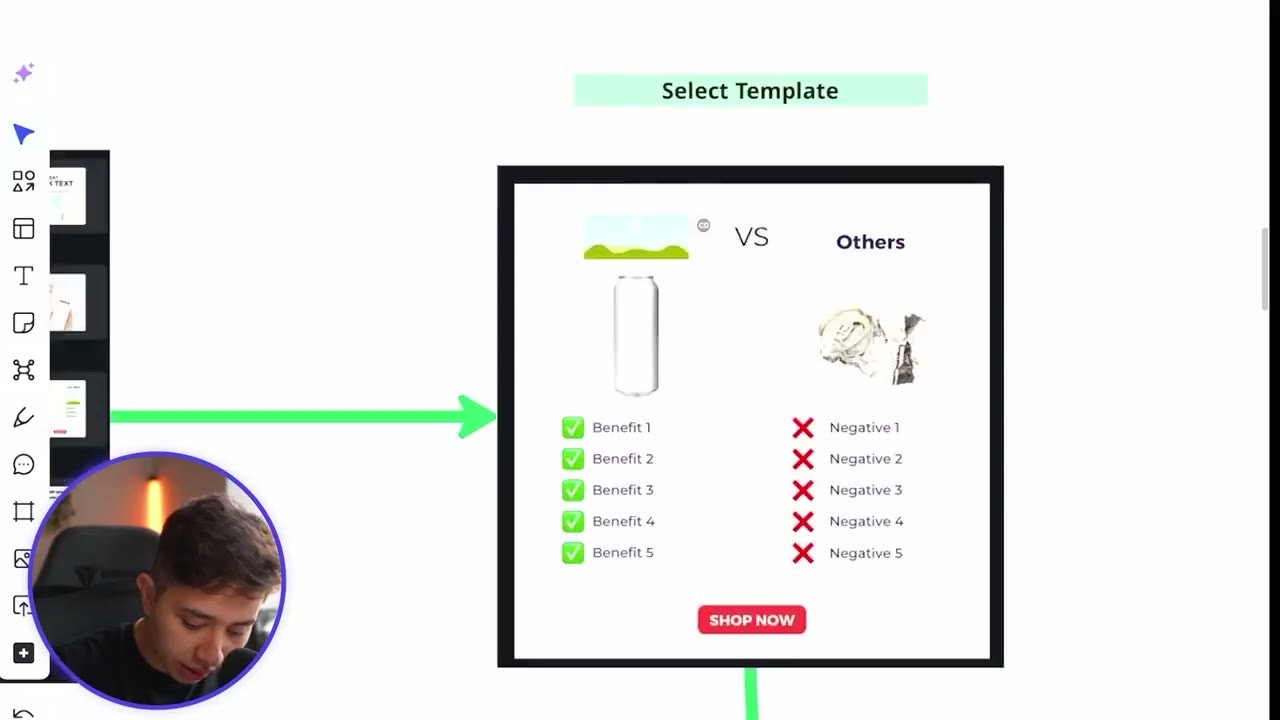 Select Template
K TEXT
VS
Others
Benefit 1
Negative 1
Benefit 2
Negative 2
Benefit 3
Negative 3
Benefit 4
Negative 4
Benefit 5
Negative 5
SHOP NOW